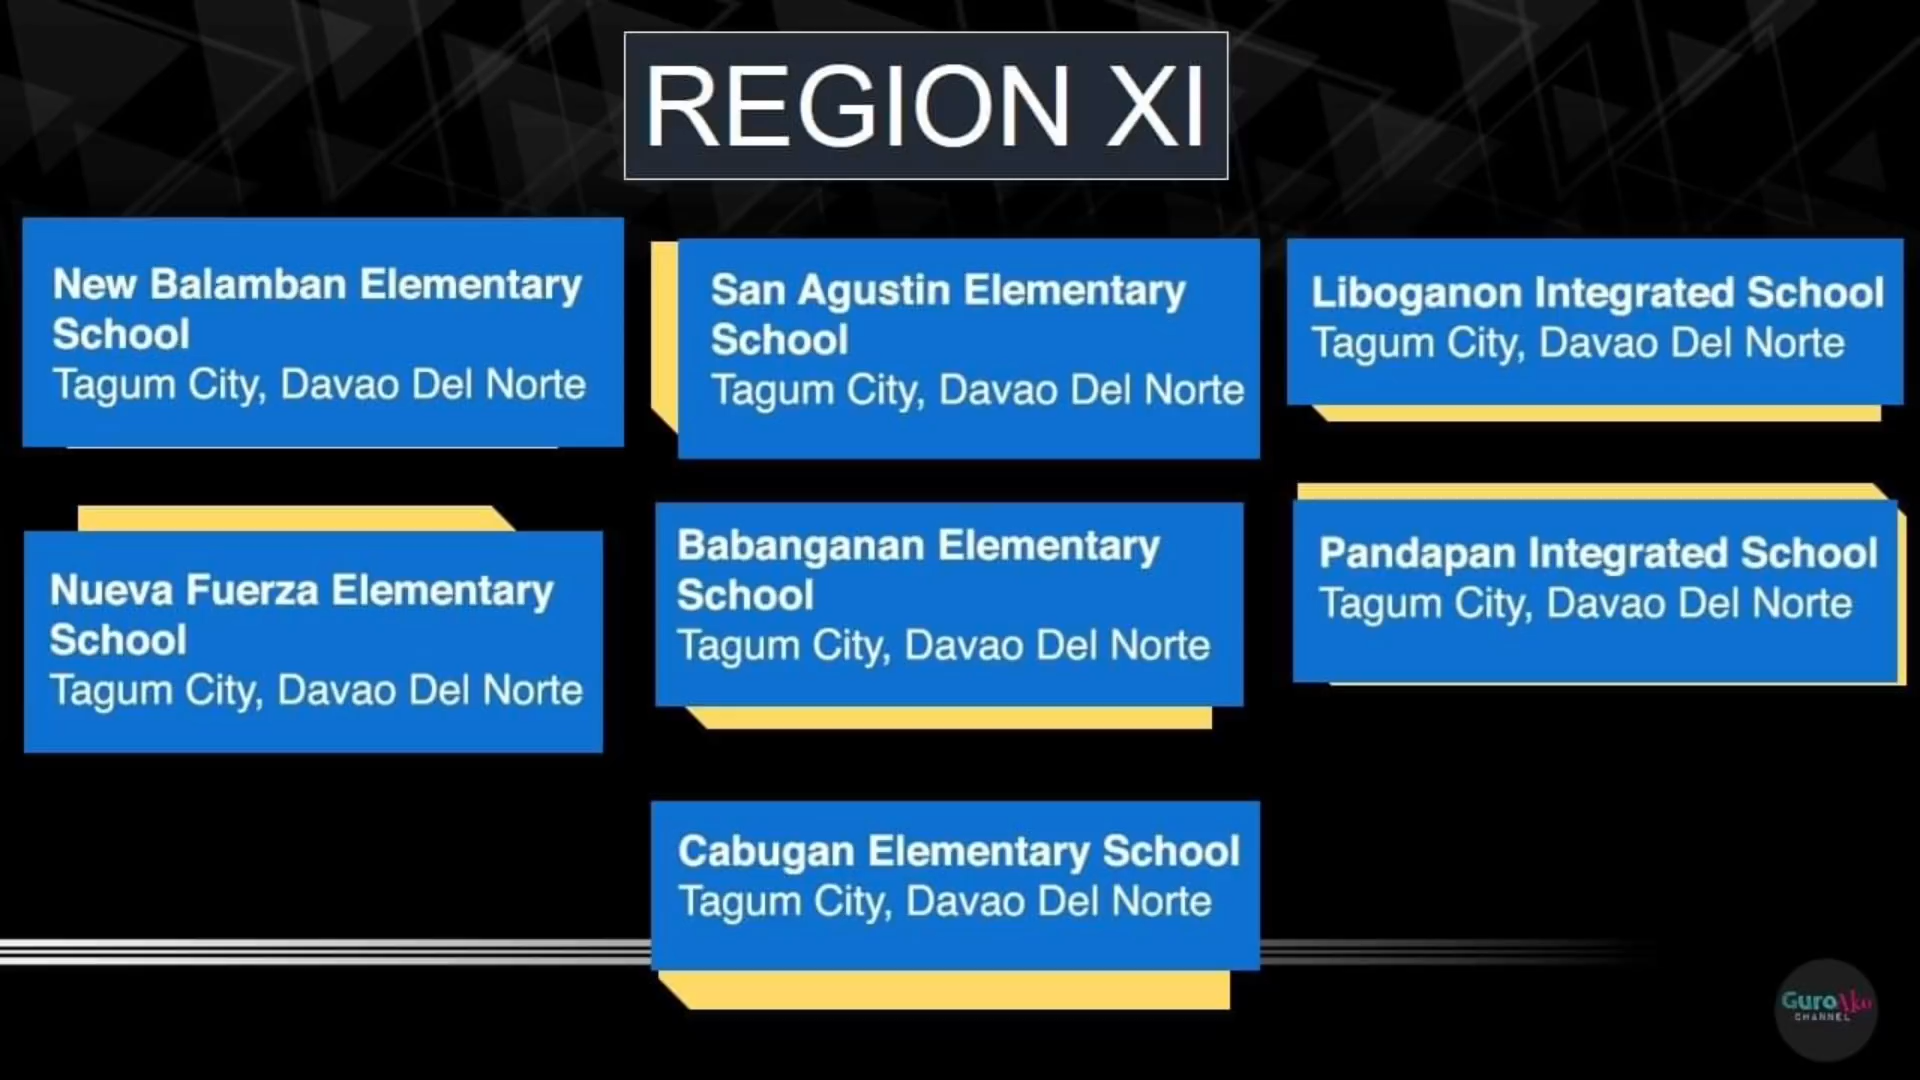 REGION XI
New Balamban Elementary
School
Tagum City, Davao Del Norte
San Agustin Elementary
School
Tagum City, Davao Del Norte
Liboganon Integrated School
Tagum City, Davao Del Norte
Nueva Fuerza Elementary
School
Tagum City, Davao Del Norte
Babanganan Elementary
School
Tagum City, Davao Del Norte
Pandapan Integrated School
Tagum City, Davao Del Norte
Cabugan Elementary School
Tagum City, Davao Del Norte
GuroAko
CHANNEL